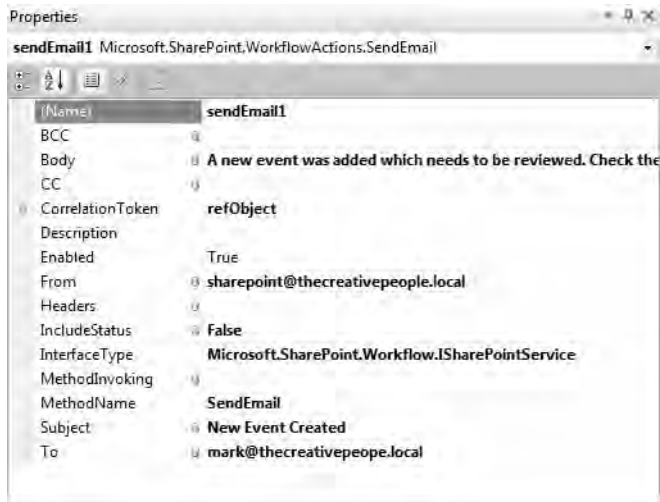 Properties
sendEmail1 Microsoft.SharePoint.WorkflowActions.SendEmail
(Name) sendEmail1
BCC
Body A new event was added which needs to be reviewed. Check the
CC
CorrelationToken refObject
Description
Enabled True
From sharepoint@thecreativepeople.local
Headers
IncludeStatus False
InterfaceType Microsoft.SharePoint.Workflow.ISharePointService
MethodInvoking
MethodName SendEmail
Subject New Event Created
To mark@thecreativepeope.local